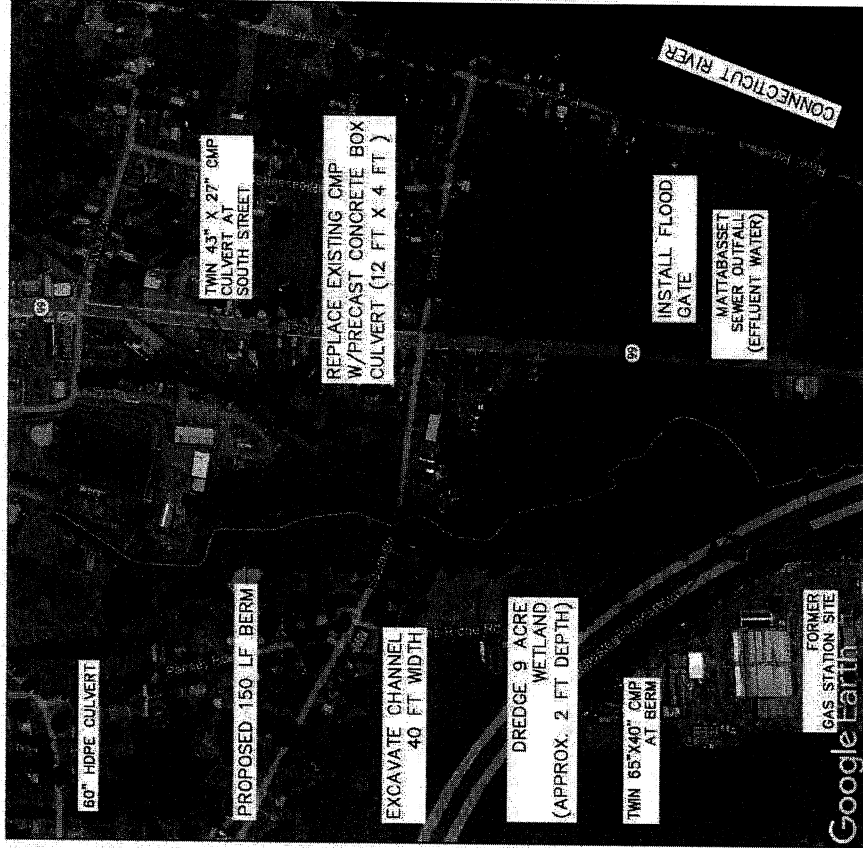 60" HDPE CULVERT
PROPOSED 150 LF BERM
EXCAVATE CHANNEL
40 FT WIDTH
DREDGE 9 ACRE
WETLAND
(APPROX. 2 FT DEPTH)
TWIN 65"X40" CMP
AT BERM
FORMER
GAS STATION SITE
TWIN 43" X 27" CMP
CULVERT AT
SOUTH STREET
REPLACE EXISTING CMP
W/PRECAST CONCRETE BOX
CULVERT (12 FT X 4 FT )
INSTALL FLOOD
GATE
MATTABASSET
SEWER OUTFALL
(EFFLUENT WATER)
CONNECTICUT RIVER
99
99
Google Earth